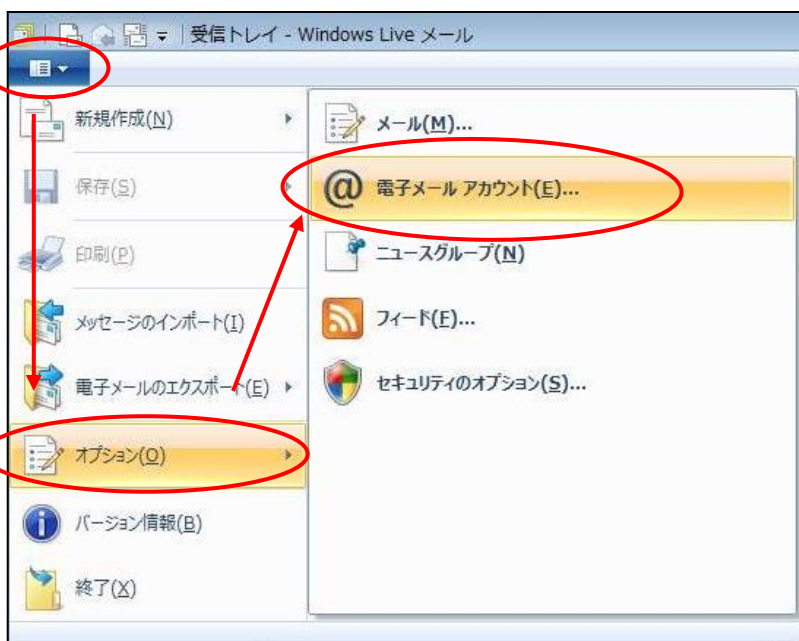 受信トレイ - Windows Live メール
新規作成(N)
保存(S)
印刷(P)
メッセージのインポート(I)
電子メールのエクスポート(E)
オプション(O)
バージョン情報(B)
終了(X)
メール(M)...
電子メール アカウント(E)...
ニュースグループ(N)
フィード(F)...
セキュリティのオプション(S)...